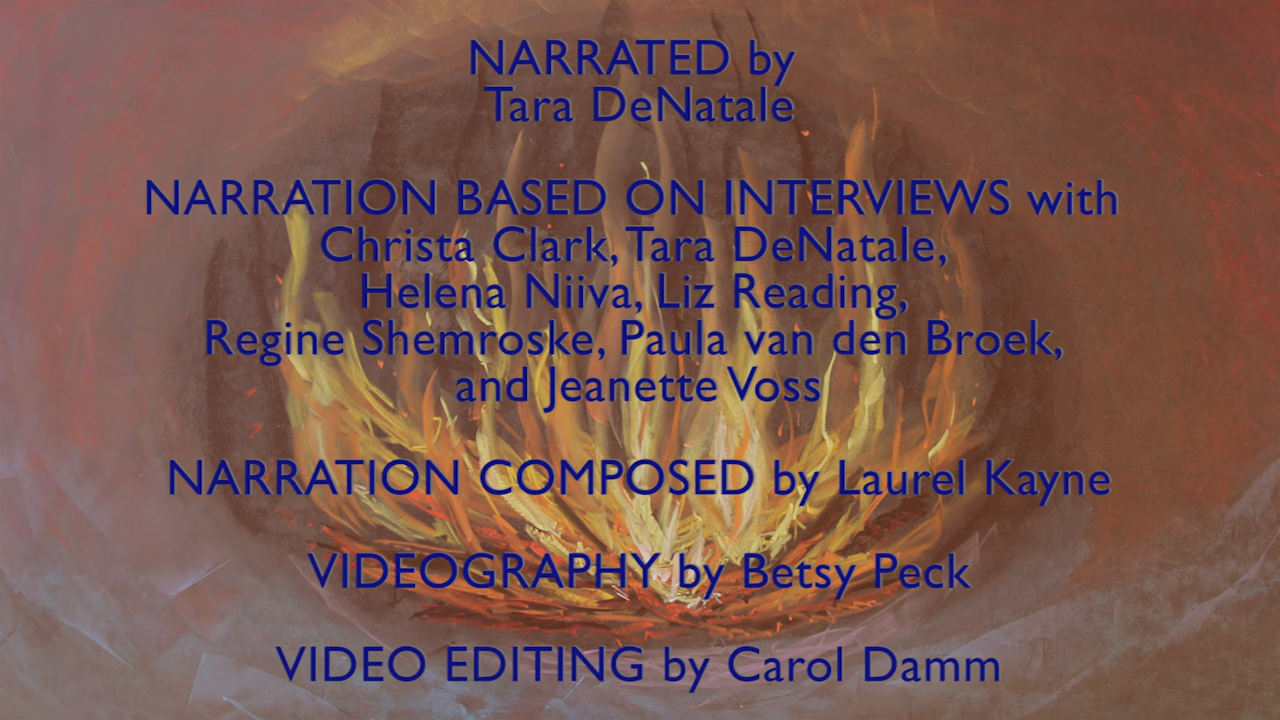 NARRATED by
Tara DeNatale
NARRATION BASED ON INTERVIEWS with
Christa Clark, Tara DeNatale,
Helena Niiva, Liz Reading,
Regine Shemroske, Paula van den Broek,
and Jeanette Voss
NARRATION COMPOSED by Laurel Kayne
VIDEOGRAPHY by Betsy Peck
VIDEO EDITING by Carol Damm